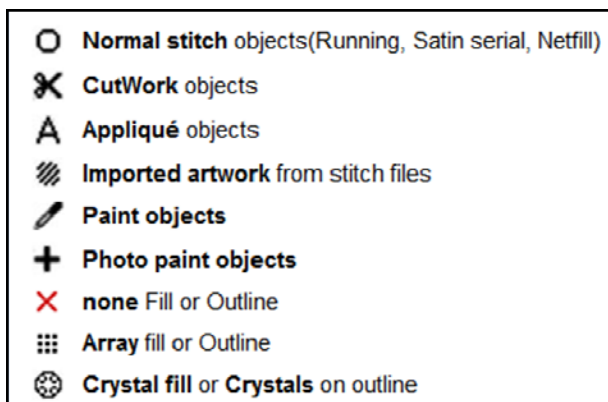 Normal stitch objects(Running, Satin serial, Netfill)
CutWork objects
Appliqué objects
Imported artwork from stitch files
Paint objects
Photo paint objects
none Fill or Outline
Array fill or Outline
Crystal fill or Crystals on outline